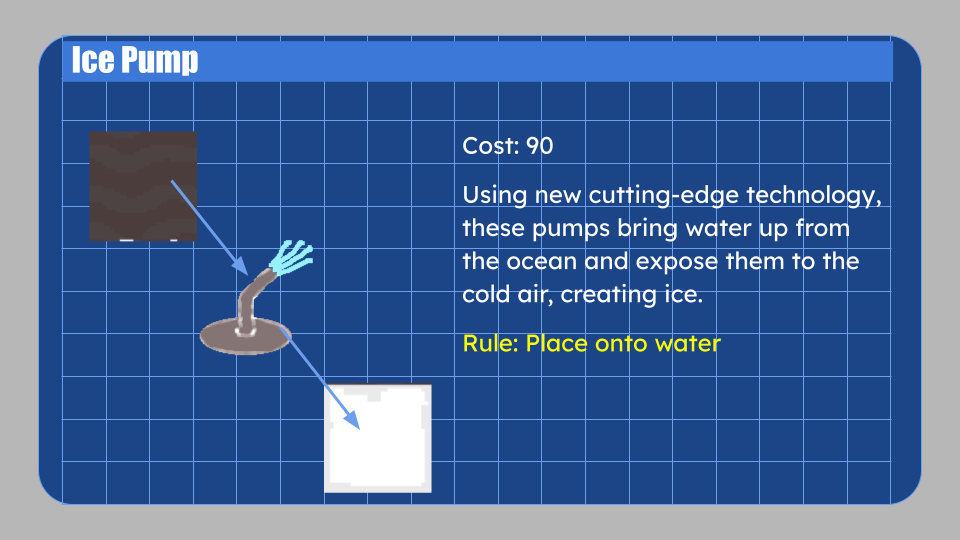 Ice Pump
Cost: 90
Using new cutting-edge technology,
these pumps bring water up from
the ocean and expose them to the
cold air, creating ice.
Rule: Place onto water